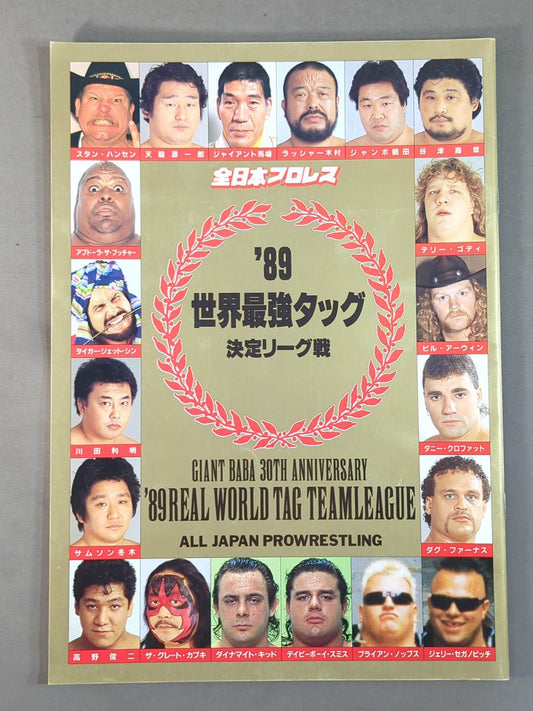 スタン・ハンセン
天龍源一郎
ジャイアント馬場
ラッシャー木村
ジャンボ鶴田
谷津嘉章
全日本プロレス
アブドーラ・ザ・ブッチャー
テリー・ゴディ
'89
世界最強タッグ
決定リーグ戦
タイガー・ジェット・シン
ビル・アーウィン
川田利明
ダニー・クロファット
GIANT BABA 30TH ANNIVERSARY
'89 REAL WORLD TAG TEAMLEAGUE
ALL JAPAN PROWRESTLING
サムソン冬木
ダグ・ファーナス
高野俊二
ザ・グレート・カブキ
ダイナマイト・キッド
デイビーボーイ・スミス
ブライアン・ノッブス
ジェリー・セガノビッチ